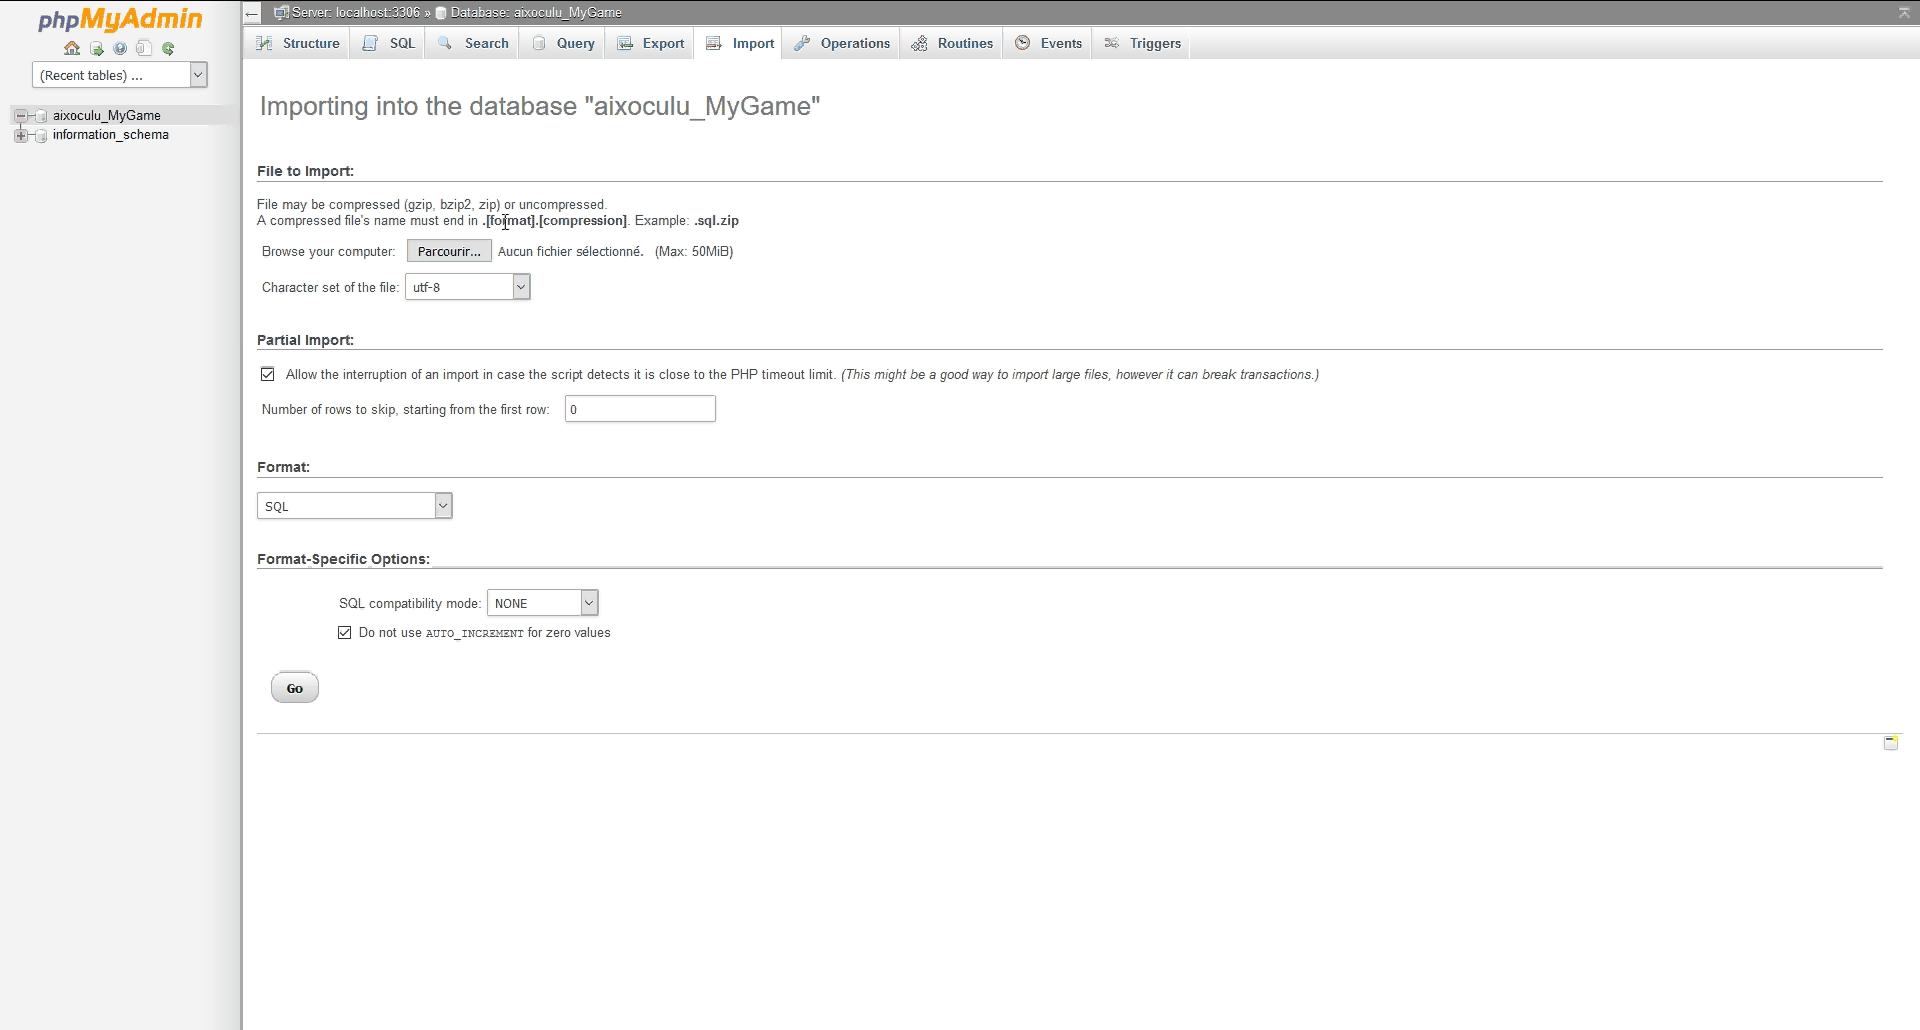 phpMyAdmin
(Recent tables) ...
aixoculu_MyGame
information_schema
Server: localhost:3306 » Database: aixoculu_MyGame
Structure SQL Search Query Export Import Operations Routines Events Triggers
Importing into the database "aixoculu_MyGame"
File to Import:
File may be compressed (gzip, bzip2, zip) or uncompressed.
A compressed file's name must end in .[format].[compression]. Example: .sql.zip
Browse your computer: Parcourir... Aucun fichier sélectionné. (Max: 50MiB)
Character set of the file: utf-8
Partial Import:
Allow the interruption of an import in case the script detects it is close to the PHP timeout limit. (This might be a good way to import large files, however it can break transactions.)
Number of rows to skip, starting from the first row: 0
Format:
SQL
Format-Specific Options:
SQL compatibility mode: NONE
Do not use AUTO_INCREMENT for zero values
Go